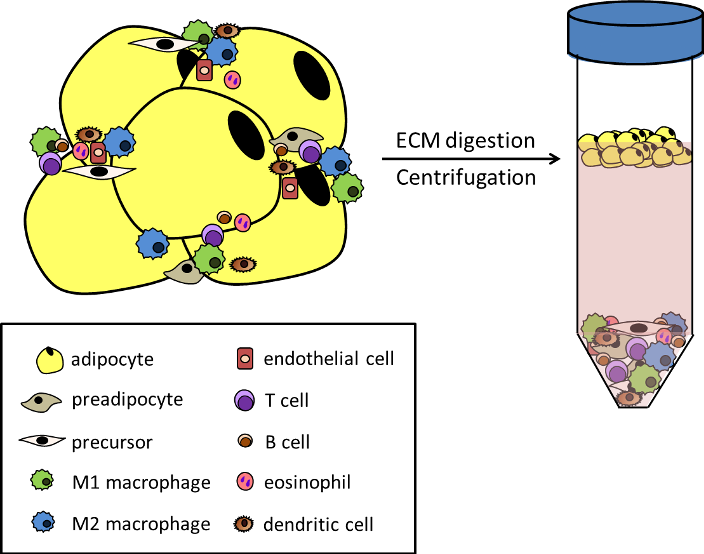 ECM digestion
Centrifugation
adipocyte
preadipocyte
precursor
M1 macrophage
M2 macrophage
endothelial cell
T cell
B cell
eosinophil
dendritic cell